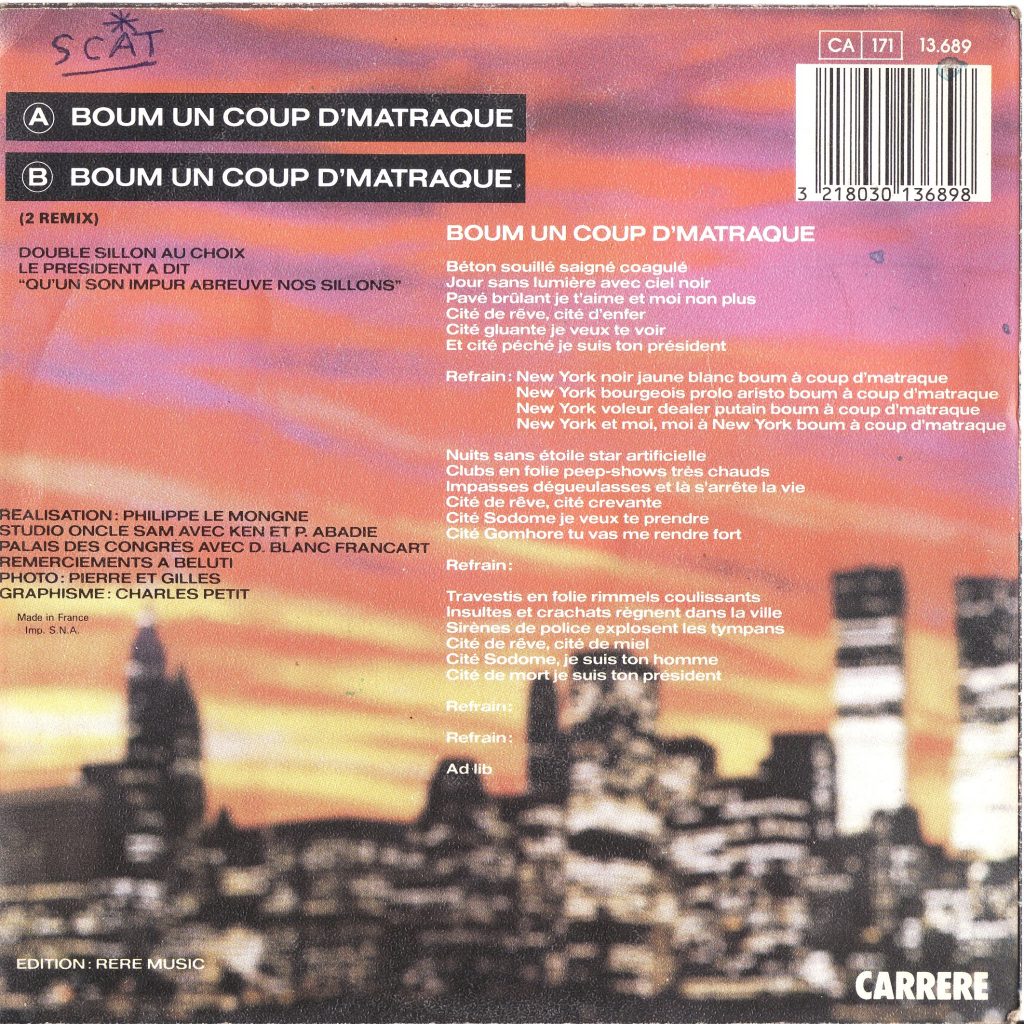 SCAT
CA 171 13.689
A BOUM UN COUP D'MATRAQUE
B BOUM UN COUP D'MATRAQUE
3 218030 136898
(2 REMIX)
DOUBLE SILLON AU CHOIX
LE PRESIDENT A DIT
"QU'UN SON IMPUR ABREUVE NOS SILLONS"
BOUM UN COUP D'MATRAQUE
Béton souillé saigné coagulé
Jour sans lumière avec ciel noir
Pavé brûlant je t'aime et moi non plus
Cité de rêve, cité d'enfer
Cité gluante je veux te voir
Et cité péché je suis ton président
Refrain: New York noir jaune blanc boum à coup d'matraque
New York bourgeois prolo aristo boum à coup d'matraque
New York voleur dealer putain boum à coup d'matraque
New York et moi, moi à New York boum à coup d'matraque
Nuits sans étoile star artificielle
Clubs en folie peep-shows très chauds
Impasses dégueulasses et là s'arrête la vie
Cité de rêve, cité crevante
Cité Sodome je veux te prendre
Cité Gomhore tu vas me rendre fort
Refrain:
Travestis en folie rimmels coulissants
Insultes et crachats règnent dans la ville
Sirènes de police explosent les tympans
Cité de rêve, cité de miel
Cité Sodome, je suis ton homme
Cité de mort je suis ton président
Refrain:
Refrain:
Ad lib
REALISATION: PHILIPPE LE MONGNE
STUDIO ONCLE SAM AVEC KEN ET P. ABADIE
PALAIS DES CONGRES AVEC D. BLANC FRANCART
REMERCIEMENTS A BELUTI
PHOTO: PIERRE ET GILLES
GRAPHISME: CHARLES PETIT
Made in France
Imp. S.N.A.
EDITION: RERE MUSIC
CARRERE